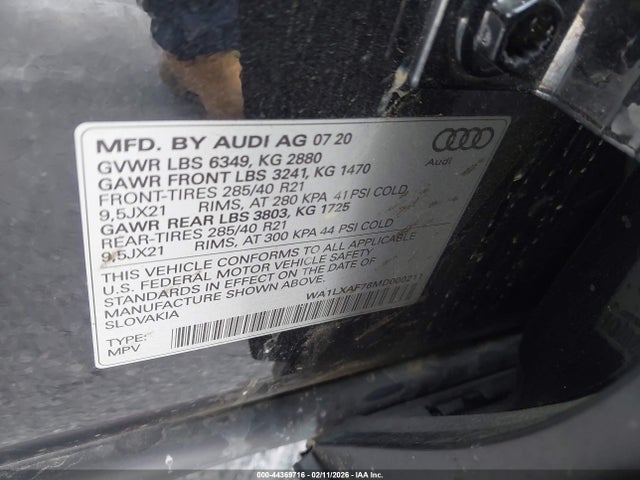 MFD. BY AUDI AG 07 20
GVWR LBS 6349, KG 2880
GAWR FRONT LBS 3241, KG 1470
FRONT-TIRES 285/40 R21
9,5JX21 RIMS, AT 280 KPA 41 PSI COLD
GAWR REAR LBS 3803, KG 1725
REAR-TIRES 285/40 R21
9,5JX21 RIMS, AT 300 KPA 44 PSI COLD
THIS VEHICLE CONFORMS TO ALL APPLICABLE
U.S. FEDERAL MOTOR VEHICLE SAFETY
STANDARDS IN EFFECT ON THE DATE OF
MANUFACTURE SHOWN ABOVE.
SLOVAKIA
WA1LXAF76MD000211
TYPE:
MPV
Audi
000-44369716 - 02/11/2026 - IAA Inc.